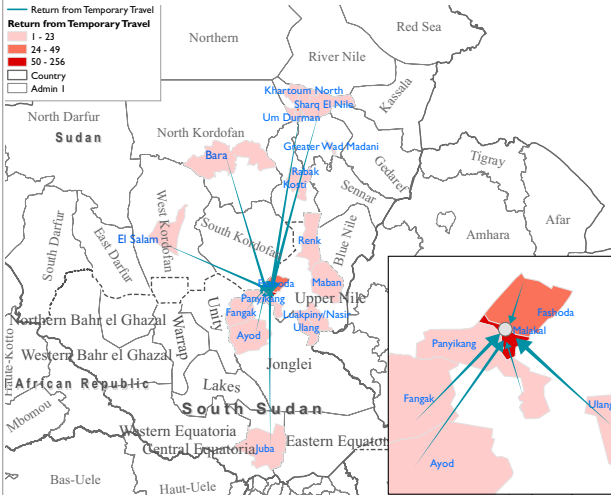 Return from Temporary Travel
Return from Temporary Travel
1 - 23
24 - 49
50 - 256
Country
Admin 1
Northern
Red Sea
River Nile
Kassala
Khartoum North
Sharq El Nile
Um Durman
North Darfur
Sudan
North Kordofan
Bara
Greater Wad Madani
Gedaref
Tigray
Rabak
Kosti
Sennar
Afar
Amhara
West Kordofan
South Kordofan
El Salam
Renk
Blue Nile
South Darfur
East Darfur
Maban
Fashoda
Panyikang
Upper Nile
Fangak
Ldakpiny/Nasir
Ulang
Ayod
Unity
Northern Bahr el Ghazal
Warrap
Western Bahr el Ghazal
Jonglei
Haute-Kotto
African Republic
Lakes
Mbomou
South Sudan
Western Equatoria
Central Equatoria
Juba
Eastern Equator
Bas-Uele
Haut-Uele
Fashoda
Malakal
Panyikang
Fangak
Ulang
Ayod